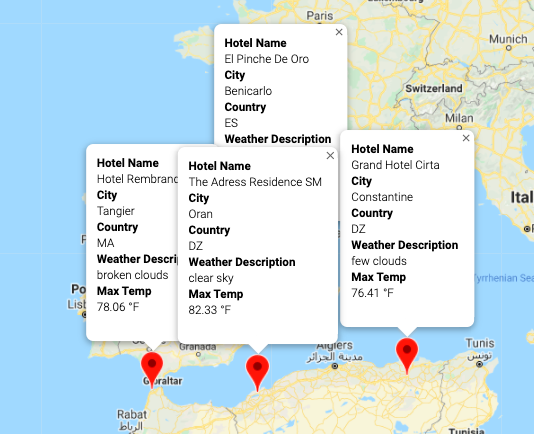 Paris
Munich
Switzerland
Milan
Hotel Name
El Pinche De Oro
City
Benicarlo
Country
ES
Weather Description
Hotel Name
Hotel Rembranc
City
Tangier
Country
MA
Weather Descrip
broken clouds
Max Temp
78.06 °F
Hotel Name
The Adress Residence SM
City
Oran
Country
DZ
Weather Description
clear sky
Max Temp
82.33 °F
Hotel Name
Grand Hotel Cirta
City
Constantine
Country
DZ
Weather Description
few clouds
Max Temp
76.41 °F
Ital
Tyrrhenian Sea
Po
Lisb
Granada
Gibraltar
Algiers
مدينة الجزائر
Tunis
تونس
Rabat
الرباط
Tunisia